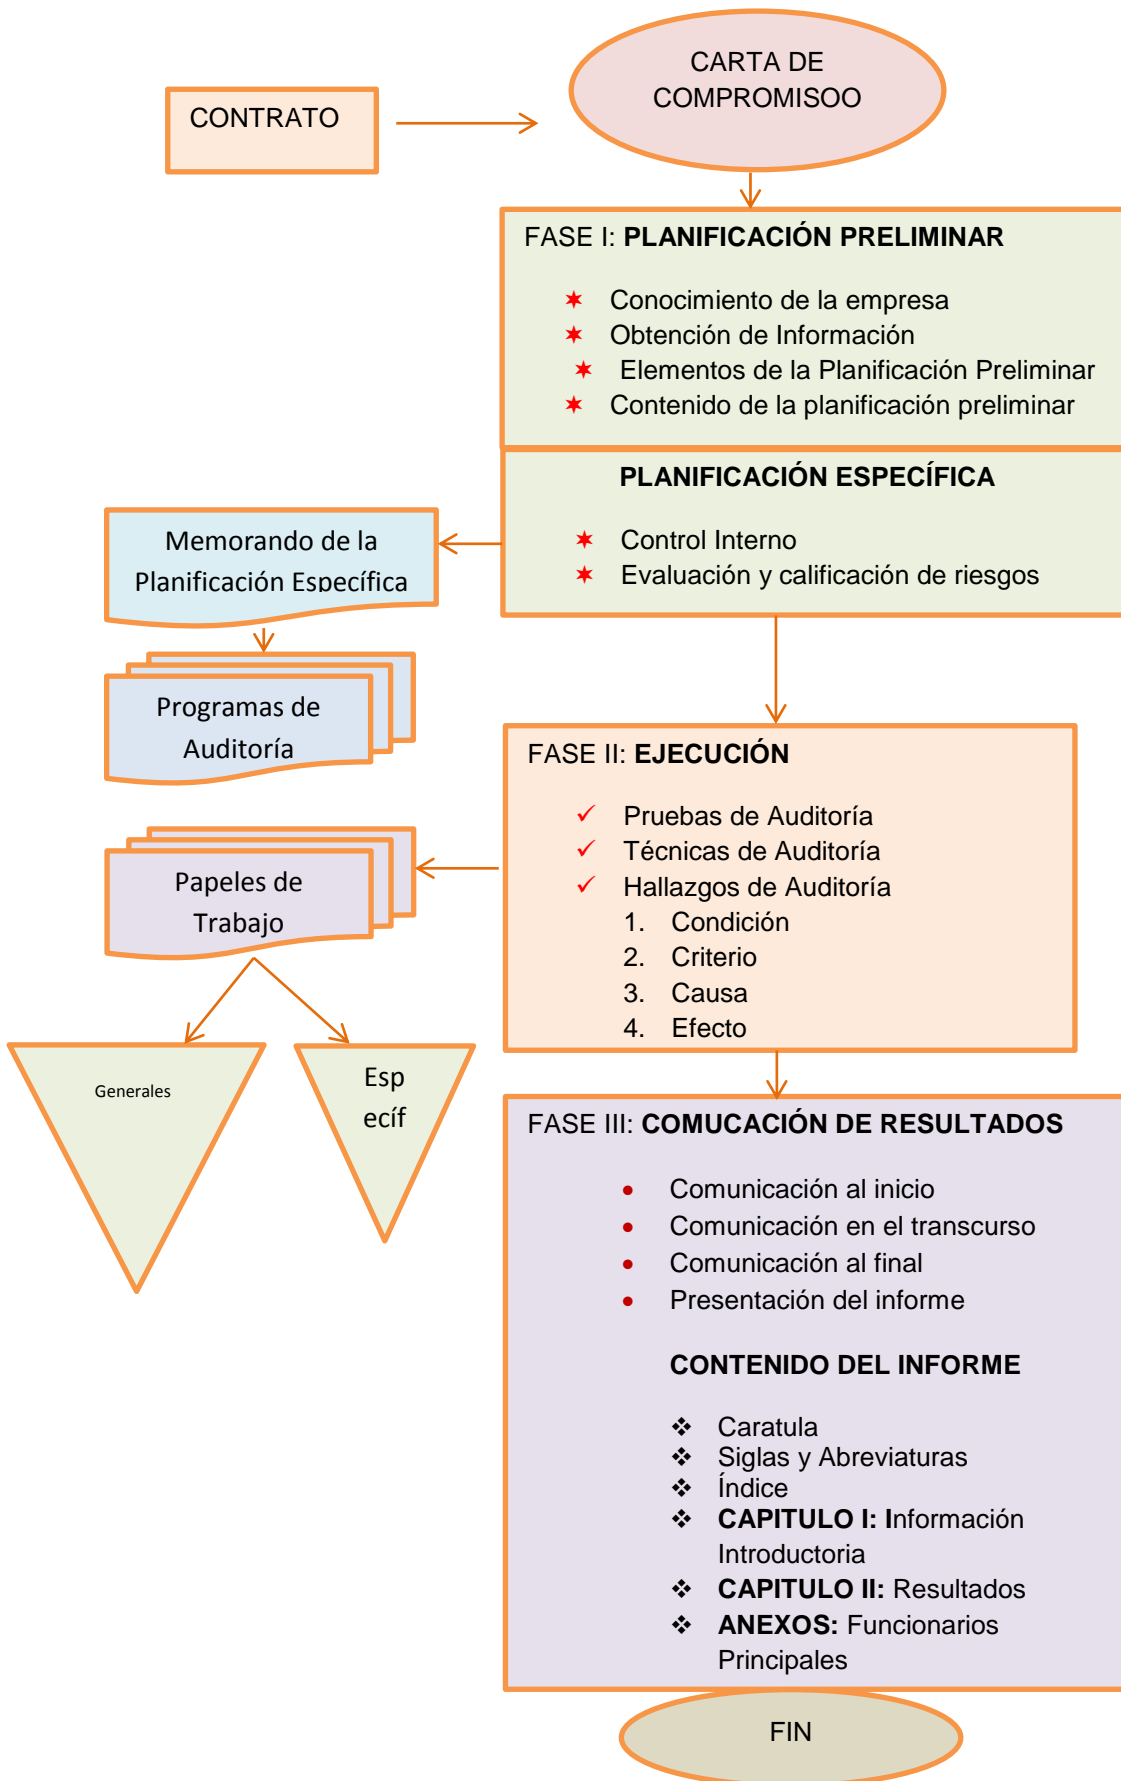 CARTA DE
COMPROMISOO
CONTRATO
FASE I: PLANIFICACIÓN PRELIMINAR
Conocimiento de la empresa
Obtención de Información
Elementos de la Planificación Preliminar
Contenido de la planificación preliminar
PLANIFICACIÓN ESPECÍFICA
Control Interno
Evaluación y calificación de riesgos
Memorando de la
Planificación Específica
Programas de
Auditoría
FASE II: EJECUCIÓN
Pruebas de Auditoría
Técnicas de Auditoría
Hallazgos de Auditoría
1. Condición
2. Criterio
3. Causa
4. Efecto
Papeles de
Trabajo
Generales
Esp
ecíf
FASE III: COMUCACIÓN DE RESULTADOS
Comunicación al inicio
Comunicación en el transcurso
Comunicación al final
Presentación del informe
CONTENIDO DEL INFORME
Caratula
Siglas y Abreviaturas
Índice
CAPITULO I: Información
Introductoria
CAPITULO II: Resultados
ANEXOS: Funcionarios
Principales
FIN